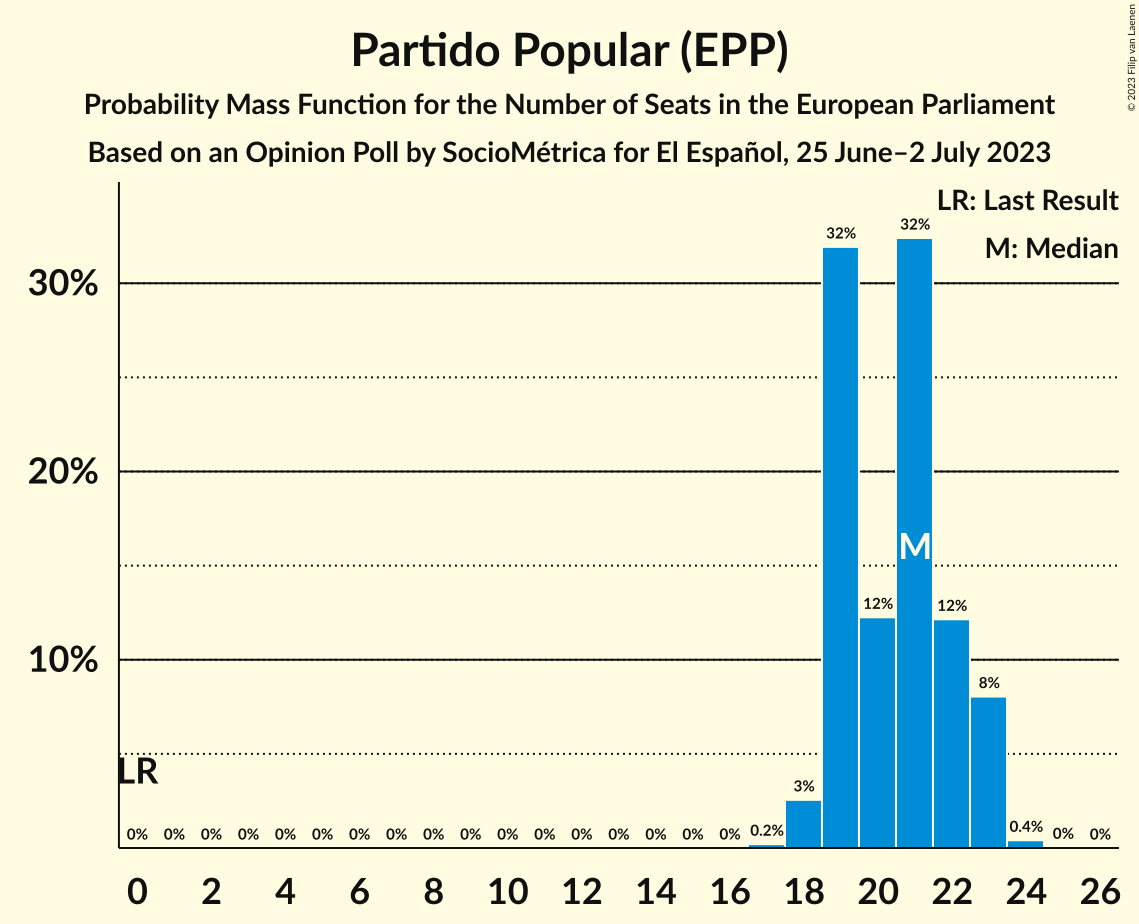 Partido Popular (EPP)
Probability Mass Function for the Number of Seats in the European Parliament
Based on an Opinion Poll by SocioMétrica for El Español, 25 June–2 July 2023
© 2023 Filip van Laenen
LR: Last Result
M: Median
30%
20%
10%
32%
32%
M
12%
12%
8%
LR
3%
0% 0% 0% 0% 0% 0% 0% 0% 0% 0% 0% 0% 0% 0% 0% 0% 0% 0.2% 0.4% 0% 0%
0 2 4 6 8 10 12 14 16 18 20 22 24 26